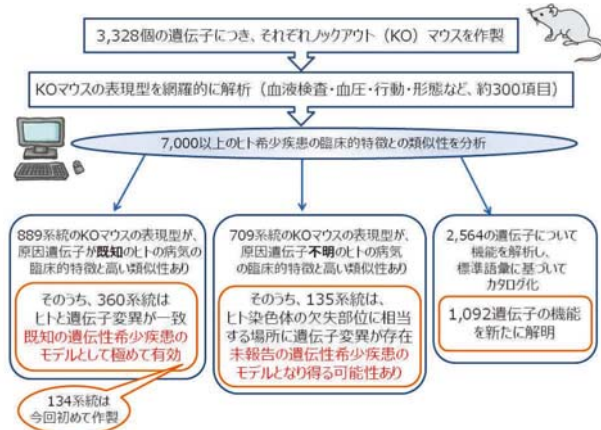 3,328個の遺伝子につき、それぞれノックアウト（KO）マウスを作製
KOマウスの表現型を網羅的に解析（血液検査・血圧・行動・形態など、約300項目）
7,000以上のヒト希少疾患の臨床的特徴との類似性を分析
889系統のKOマウスの表現型が、
原因遺伝子が既知のヒトの病気の
臨床的特徴と高い類似性あり
そのうち、360系統は
ヒトと遺伝子変異が一致
既知の遺伝性希少疾患の
モデルとして極めて有効
134系統は
今回初めて作製
709系統のKOマウスの表現型が、
原因遺伝子不明のヒトの病気
の臨床的特徴と高い類似性あり
そのうち、135系統は、
ヒト染色体の欠失部位に相当
する場所に遺伝子変異が存在
未報告の遺伝性希少疾患の
モデルとなり得る可能性あり
2,564の遺伝子について
機能を解析し、
標準語彙に基づいて
カタログ化
1,092遺伝子の機能
を新たに解明